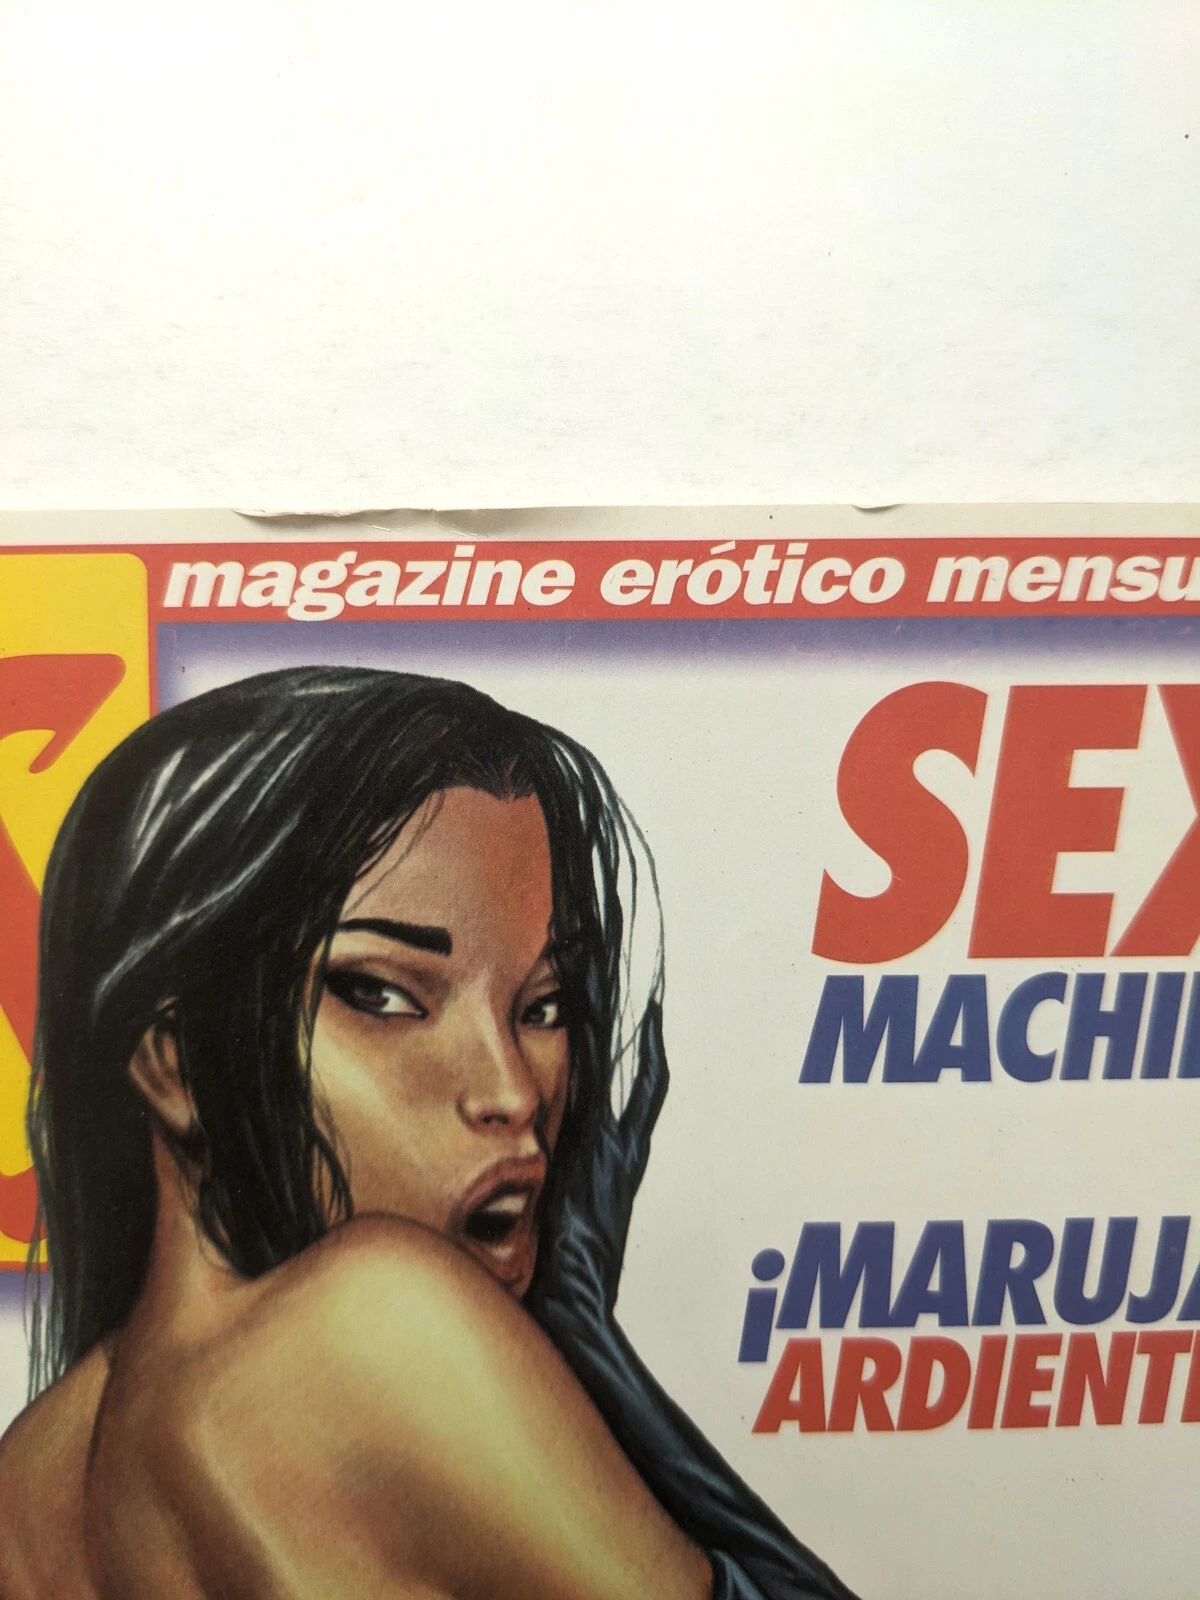 magazine erótico mensu
SEX
MACHI
¡MARUJA
ARDIENT